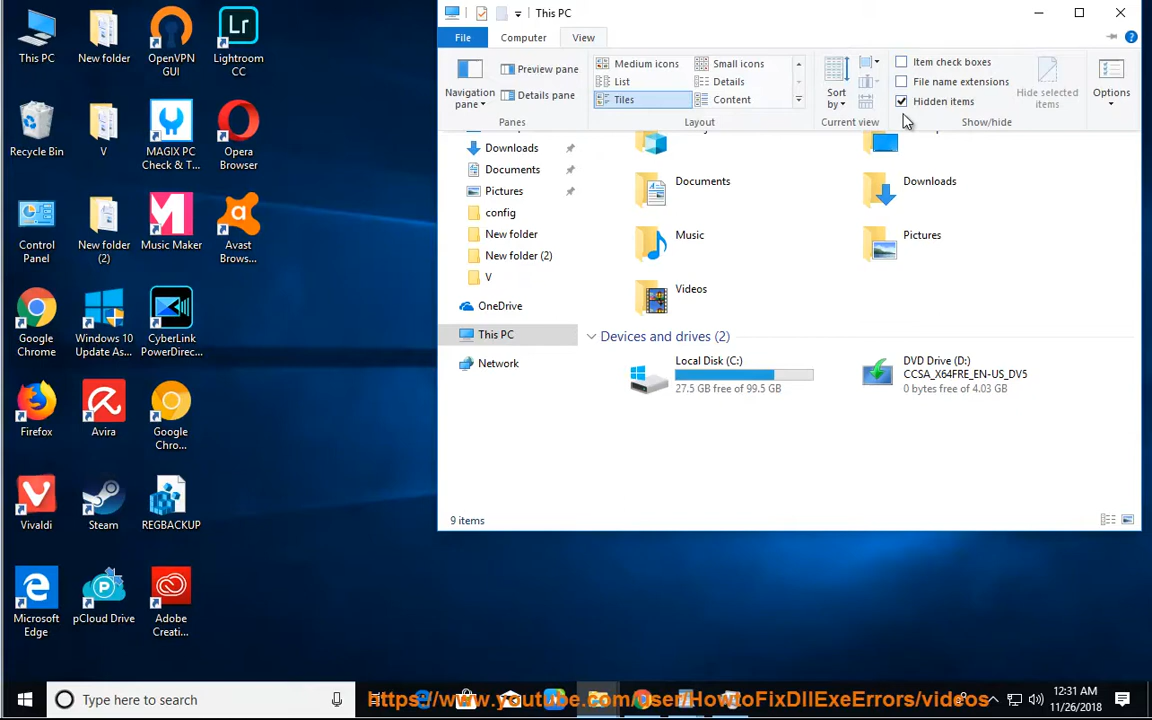 This PC
New folder
OpenVPN
GUI
Lightroom
CC
Recycle Bin
V
MAGIX PC
Check & T...
Opera
Browser
Control
Panel
New folder
(2)
Music Maker
Avast
Brows...
Google
Chrome
Windows 10
Update As...
CyberLink
PowerDirec...
Firefox
Avira
Google
Chro...
Vivaldi
Steam
REGBACKUP
Microsoft
Edge
pCloud Drive
Adobe
Creati...
This PC
File
Computer
View
Navigation
pane
Preview pane
Details pane
Panes
Medium icons
Small icons
List
Details
Tiles
Content
Layout
Sort
by
Current view
Item check boxes
File name extensions
Hidden items
Hide selected
items
Show/hide
Options
Downloads
Documents
Pictures
config
New folder
New folder (2)
V
OneDrive
This PC
Network
Documents
Downloads
Music
Pictures
Videos
Devices and drives (2)
Local Disk (C:)
27.5 GB free of 99.5 GB
DVD Drive (D:)
CCSA_X64FRE_EN-US_DV5
0 bytes free of 4.03 GB
9 items
Type here to search
Https://www.youtube.com/user/HowtoFixDllExeErrors/videos
12:31 AM
11/26/2018